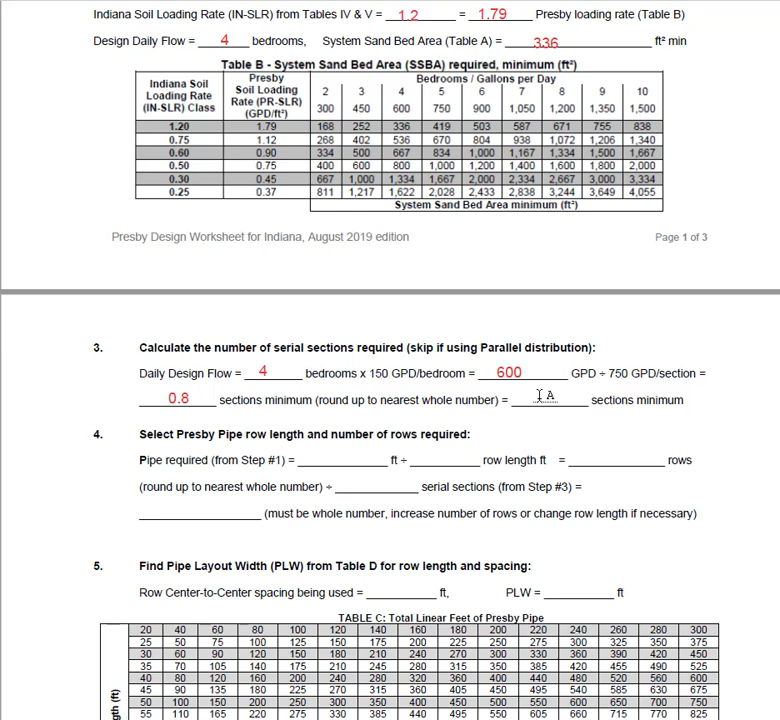 Indiana Soil Loading Rate (IN-SLR) from Tables IV & V = 1.2 = 1.79 Presby loading rate (Table B)
Design Daily Flow = 4 bedrooms, System Sand Bed Area (Table A) = 336 ft² min
Table B - System Sand Bed Area (SSBA) required, minimum (ft²)
Indiana Soil Loading Rate (IN-SLR) Class Presby Soil Loading Rate (PR-SLR) (GPD/ft²) Bedrooms / Gallons per Day
2 3 4 5 6 7 8 9 10
300 450 600 750 900 1,050 1,200 1,350 1,500
1.20 1.79 168 252 336 419 503 587 671 755 838
0.75 1.12 268 402 536 670 804 938 1,072 1,206 1,340
0.60 0.90 334 500 667 834 1,000 1,167 1,334 1,500 1,667
0.50 0.75 400 600 800 1,000 1,200 1,400 1,600 1,800 2,000
0.30 0.45 667 1,000 1,334 1,667 2,000 2,334 2,667 3,000 3,334
0.25 0.37 811 1,217 1,622 2,028 2,433 2,838 3,244 3,649 4,055
System Sand Bed Area minimum (ft²)
Presby Design Worksheet for Indiana, August 2019 edition Page 1 of 3
3. Calculate the number of serial sections required (skip if using Parallel distribution):
Daily Design Flow = 4 bedrooms x 150 GPD/bedroom = 600 GPD ÷ 750 GPD/section =
0.8 sections minimum (round up to nearest whole number) = A sections minimum
4. Select Presby Pipe row length and number of rows required:
Pipe required (from Step #1) = ft ÷ row length ft = rows
(round up to nearest whole number) ÷ serial sections (from Step #3) =
(must be whole number, increase number of rows or change row length if necessary)
5. Find Pipe Layout Width (PLW) from Table D for row length and spacing:
Row Center-to-Center spacing being used = ft, PLW = ft
TABLE C: Total Linear Feet of Presby Pipe
20 40 60 80 100 120 140 160 180 200 220 240 260 280 300
25 50 75 100 125 150 175 200 225 250 275 300 325 350 375
30 60 90 120 150 180 210 240 270 300 330 360 390 420 450
35 70 105 140 175 210 245 280 315 350 385 420 455 490 525
40 80 120 160 200 240 280 320 360 400 440 480 520 560 600
45 90 135 180 225 270 315 360 405 450 495 540 585 630 675
50 100 150 200 250 300 350 400 450 500 550 600 650 700 750
55 110 165 220 275 330 385 440 495 550 605 660 715 770 825
gth (ft)